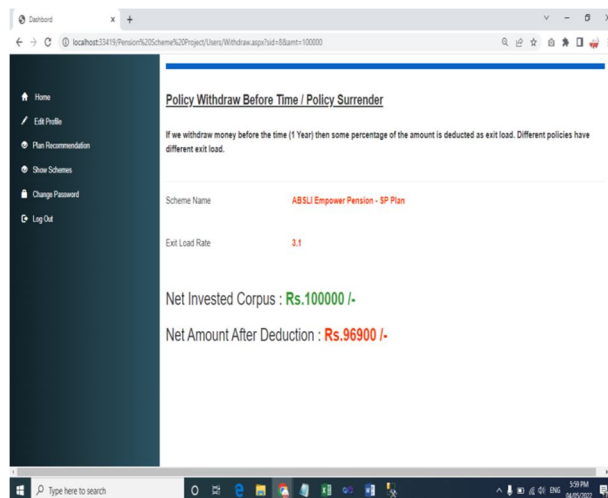 Dashbord
localhost:33419/Pension%20Scheme%20Project/Users/Withdraw.aspx?sid=8&amt=100000
Home
Edit Profile
Plan Recommendation
Show Schemes
Change Password
Log Out
Policy Withdraw Before Time / Policy Surrender
If we withdraw money before the time (1 Year) then some percentage of the amount is deducted as exit load. Different policies have
different exit load.
Scheme Name ABSLI Empower Pension - SP Plan
Exit Load Rate 3.1
Net Invested Corpus : Rs.100000 /-
Net Amount After Deduction : Rs.96900 /-
Type here to search
ENG
5:59 PM
04/05/2022